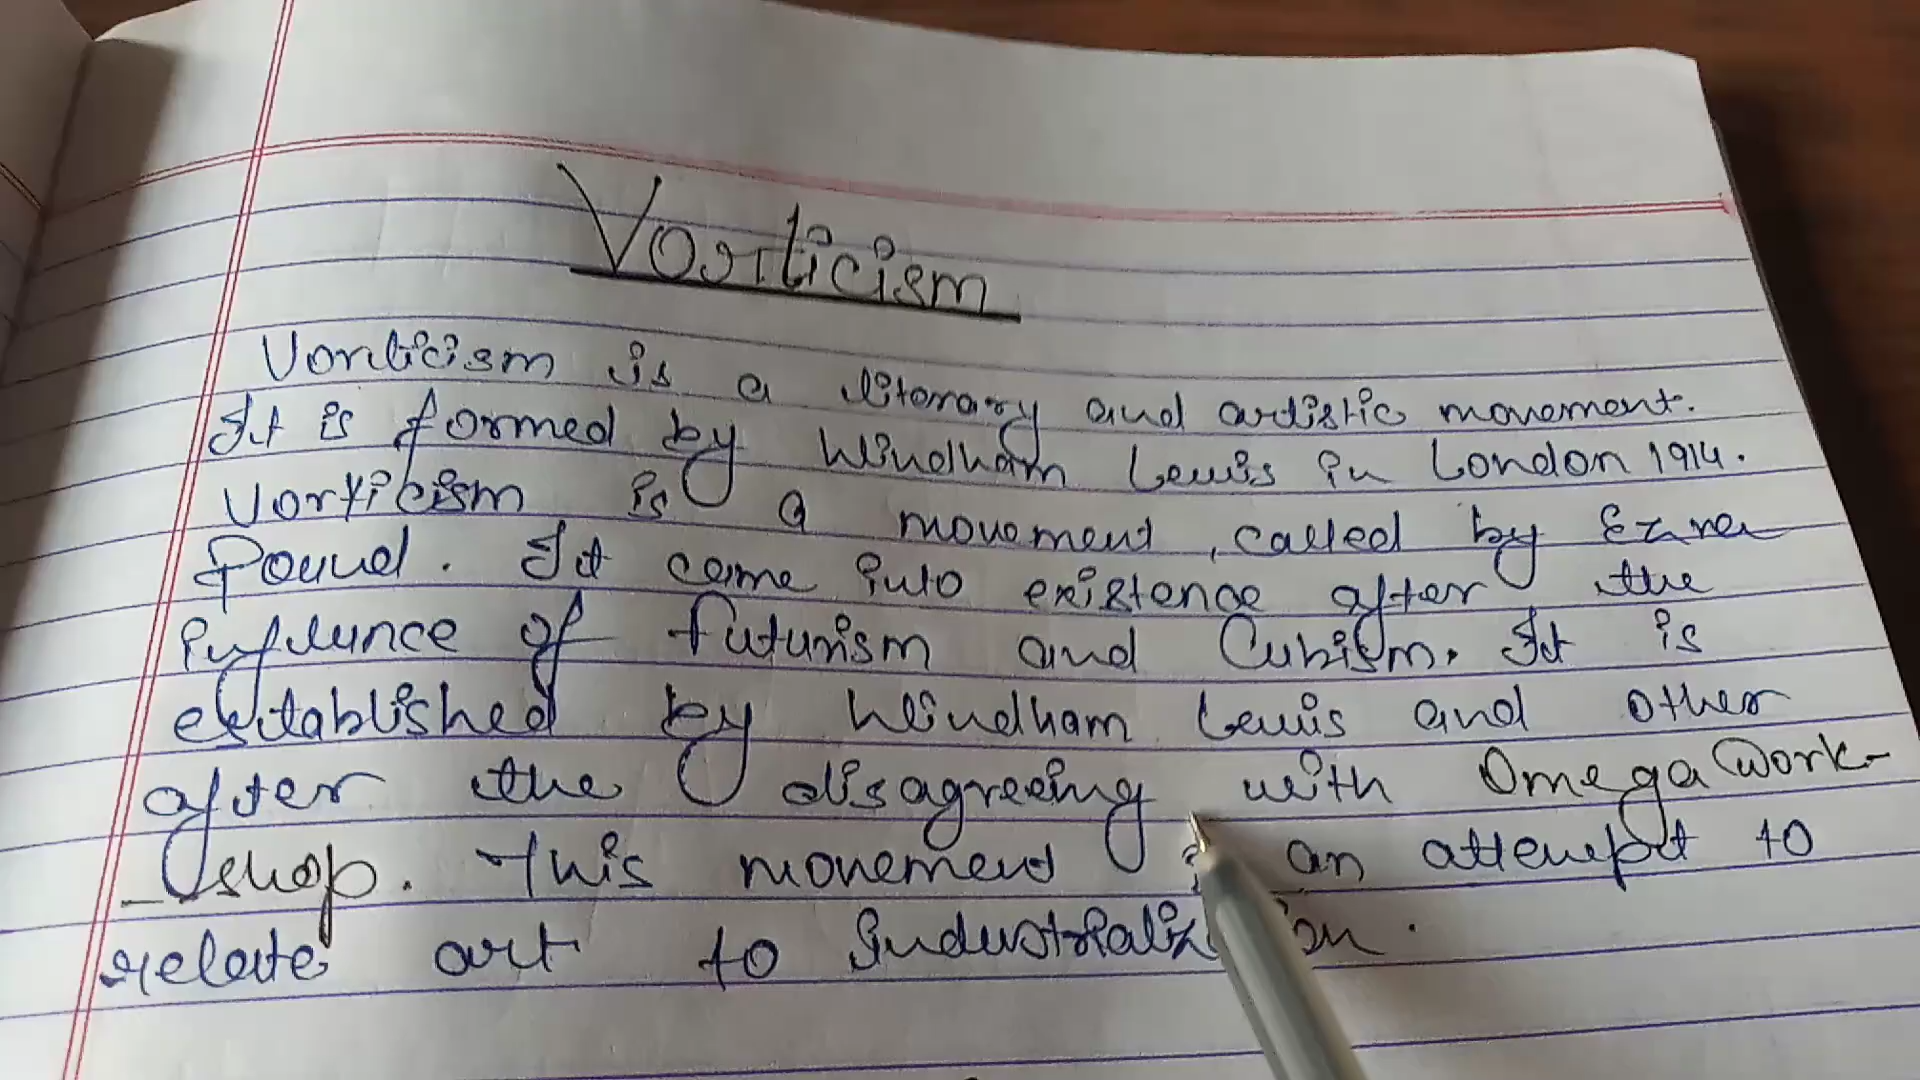 Vorticism
Vorticism is a literary and artistic movement.
It is formed by Windham Lewis in London 1914.
Vorticism is a movement, called by Ezra
Pound. It came into existence after the
influnce of futurism and Cubism. It is
established by Windham Lewis and other
after the disagreeing with Omega Work-
shop. This movement an attempt to
relate art to